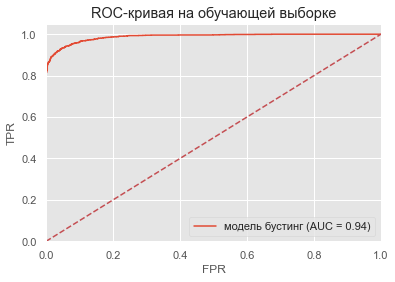 ROC-кривая на обучающей выборке
1.0
0.8
0.6
0.4
0.2
0.0
TPR
модель бустинг (AUC = 0.94)
0.0 0.2 0.4 0.6 0.8 1.0
FPR